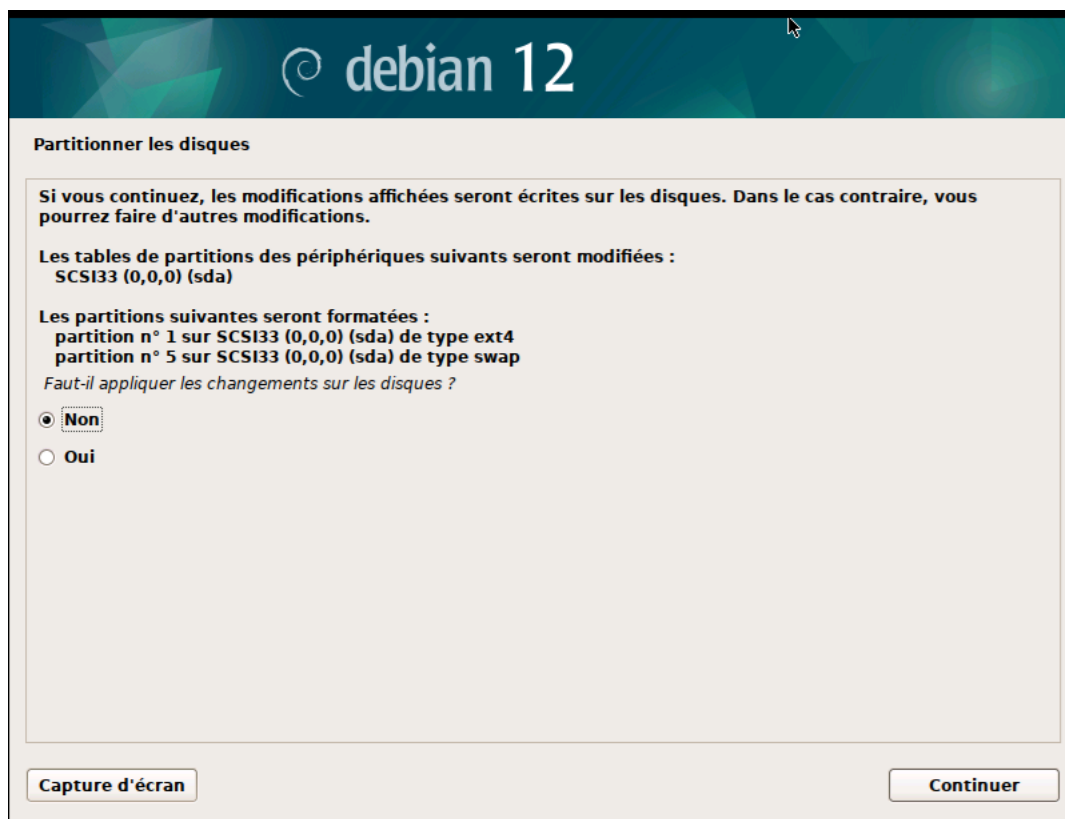 debian 12
Partitionner les disques
Si vous continuez, les modifications affichées seront écrites sur les disques. Dans le cas contraire, vous
pourrez faire d'autres modifications.
Les tables de partitions des périphériques suivants seront modifiées :
SCSI33 (0,0,0) (sda)
Les partitions suivantes seront formatées :
partition n° 1 sur SCSI33 (0,0,0) (sda) de type ext4
partition n° 5 sur SCSI33 (0,0,0) (sda) de type swap
Faut-il appliquer les changements sur les disques ?
Non
Oui
Capture d'écran
Continuer